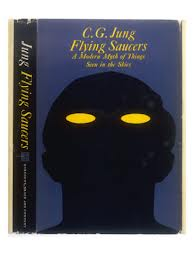 Jung
Flying Saucers
C. G. Jung
Flying Saucers
A Modern Myth of Things
Seen in the Skies